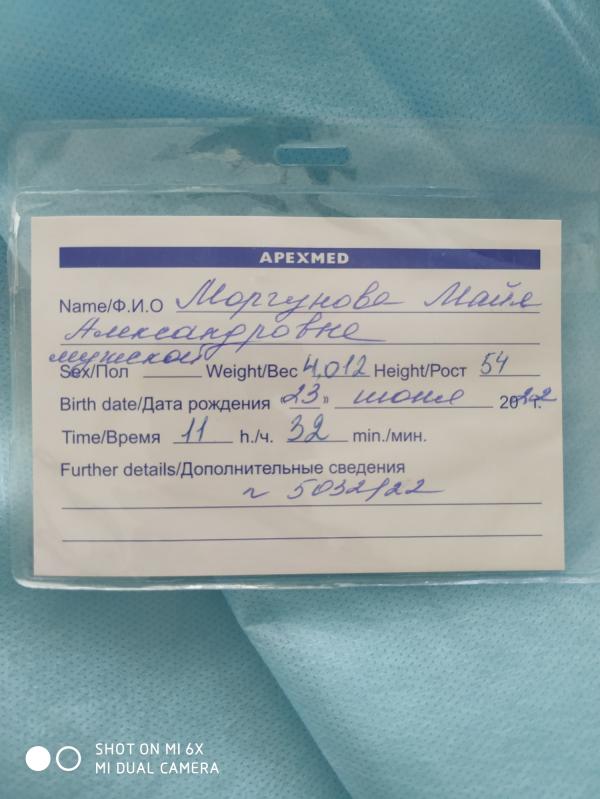 APEXMED
Name/Ф.И.О Моргунова Майя
Александровна
мужской
Sex/Пол Weight/Вес 4,012 Height/Рост 54
Birth date/Дата рождения «23» июня 2022 г.
Time/Время 11 h./ч. 32 min./мин.
Further details/Дополнительные сведения
5032/22
SHOT ON MI 6X
MI DUAL CAMERA